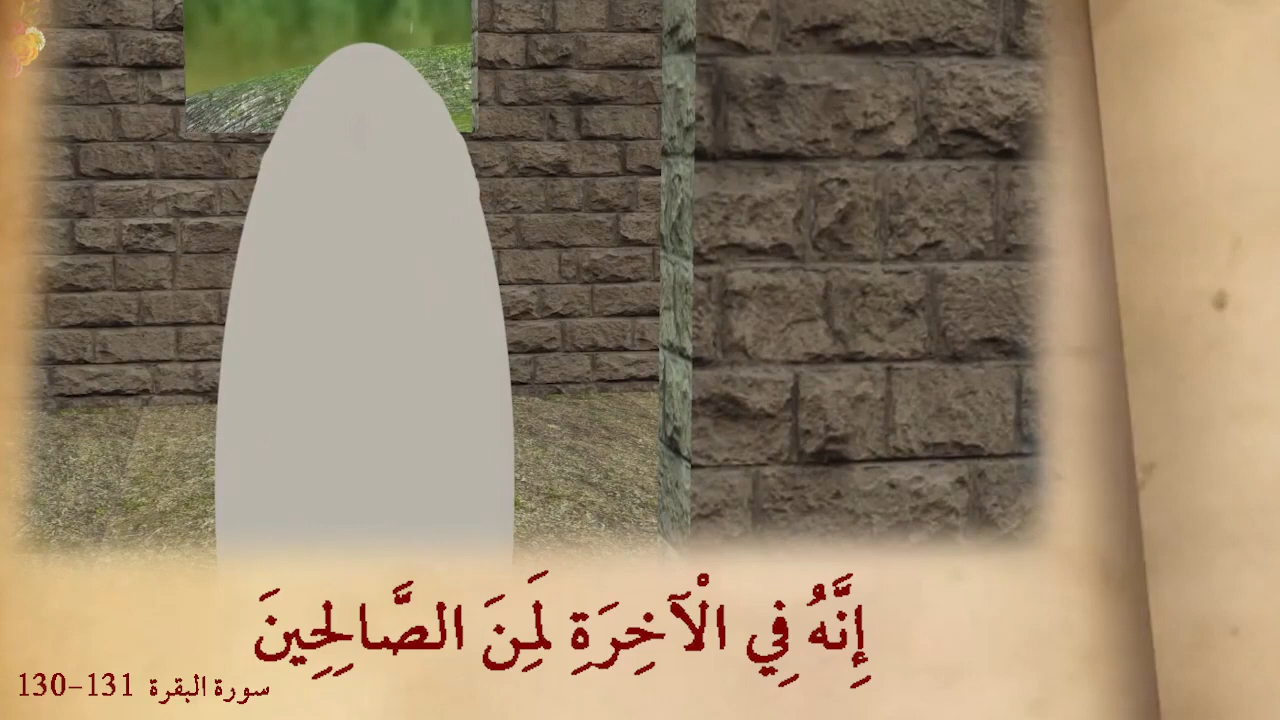 إِنَّهُ فِي الْآخِرَةِ لَمِنَ الصَّالِحِينَ
سورة البقرة 130-131